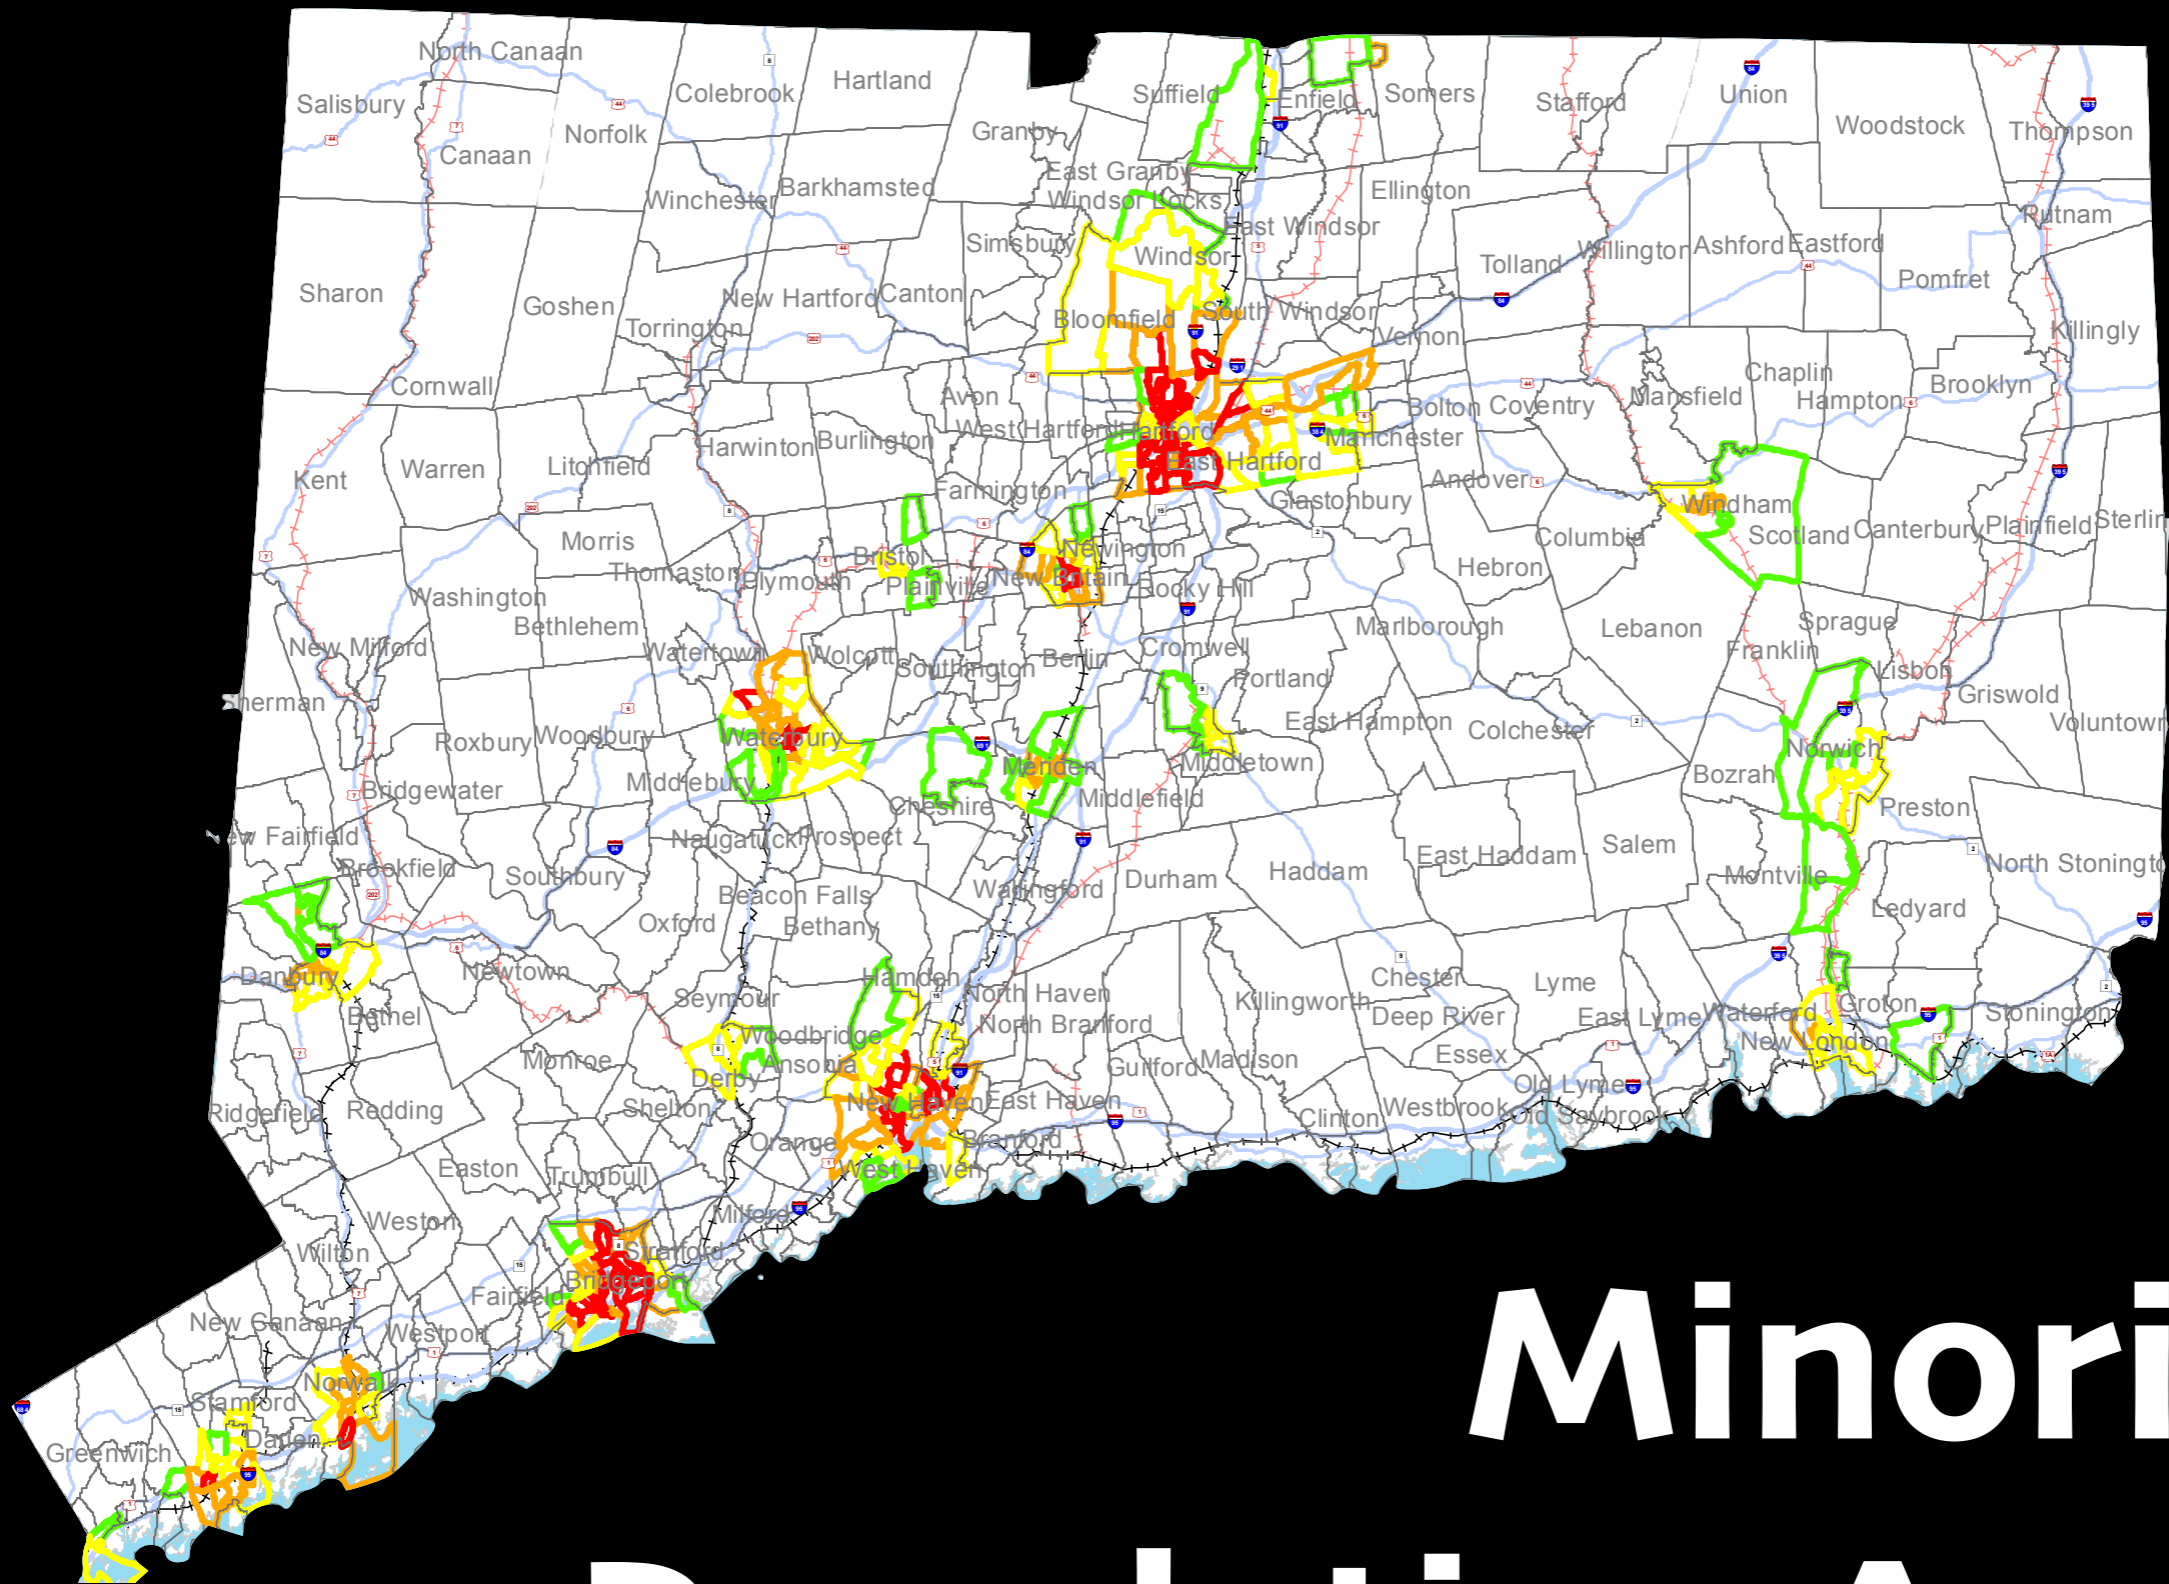 North Canaan
Salisbury
Colebrook
Hartland
Suffield
Enfield
Somers
Stafford
Union
Norfolk
Canaan
Granby
Woodstock
Thompson
East Granby
Winchester
Barkhamsted
Windsor Locks
Ellington
East Windsor
Putnam
Simsbury
Windsor
Tolland
Willington
Ashford
Eastford
Pomfret
Sharon
Goshen
New Hartford
Canton
Torrington
Bloomfield
South Windsor
Vernon
Killingly
Cornwall
Avon
Mansfield
Chaplin
Hampton
Brooklyn
Bolton
Coventry
West Hartford
Hartford
Manchester
Harwinton
Burlington
Kent
Warren
Litchfield
East Hartford
Farmington
Andover
Glastonbury
Windham
Columbia
Scotland
Canterbury
Plainfield
Sterlin
Morris
Bristol
Newington
Thomaston
Plymouth
Plainville
New Britain
Rocky Hill
Hebron
Washington
Bethlehem
Marlborough
Lebanon
Sprague
Franklin
New Milford
Watertown
Wolcott
Southington
Berlin
Cromwell
Portland
Lisbon
Griswold
Sherman
Roxbury
Woodbury
Waterbury
East Hampton
Colchester
Voluntown
Norwich
Bozrah
Bridgewater
Middlebury
Meriden
Middletown
Cheshire
Middlefield
Preston
ew Fairfield
Naugatuck
Prospect
Brookfield
Southbury
East Haddam
Salem
North Stoningto
Haddam
Durham
Montville
Beacon Falls
Wallingford
Oxford
Bethany
Ledyard
Danbury
Newtown
Hamden
Chester
Lyme
Seymour
North Haven
Killingworth
Bethel
Woodbridge
North Branford
Deep River
East Lyme
Waterford
Groton
Stonington
Monroe
Ansonia
Derby
Guilford
Madison
Essex
New London
Old Lyme
Ridgefield
Redding
Shelton
New Haven
East Haven
Clinton
Westbrook
Old Saybrook
Orange
Branford
Easton
Trumbull
West Haven
Weston
Milford
Wilton
Stratford
Bridgeport
Fairfield
New Canaan
Westport
Norwalk
Stamford
Darien
Greenwich
Minori